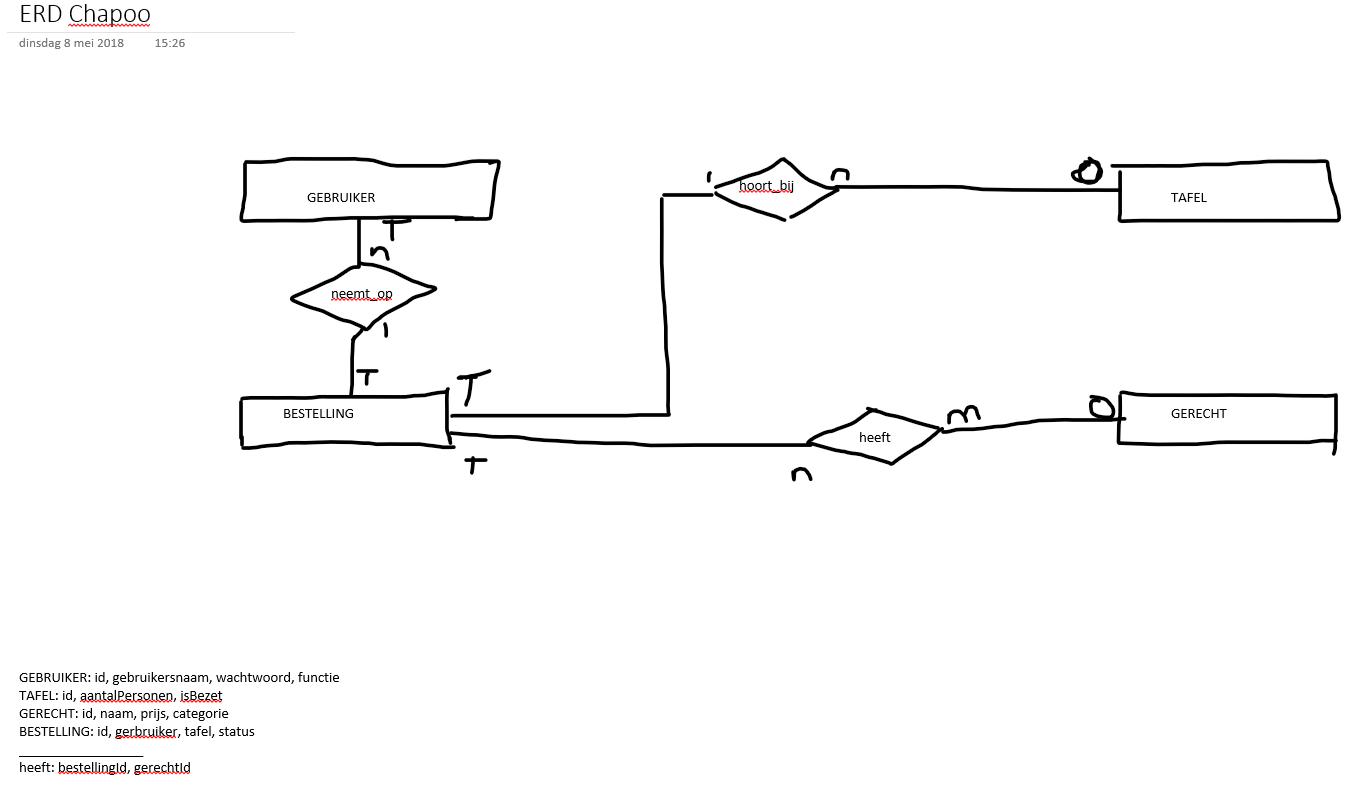 ERD Chapoo
dinsdag 8 mei 2018 15:26
GEBRUIKER
T
n
neemt_op
1
T
BESTELLING
T
T
1
hoort_bij
n
O
TAFEL
n
heeft
m
O
GERECHT
GEBRUIKER: id, gebruikersnaam, wachtwoord, functie
TAFEL: id, aantalPersonen, isBezet
GERECHT: id, naam, prijs, categorie
BESTELLING: id, gerbruiker, tafel, status
heeft: bestellingId, gerechtId